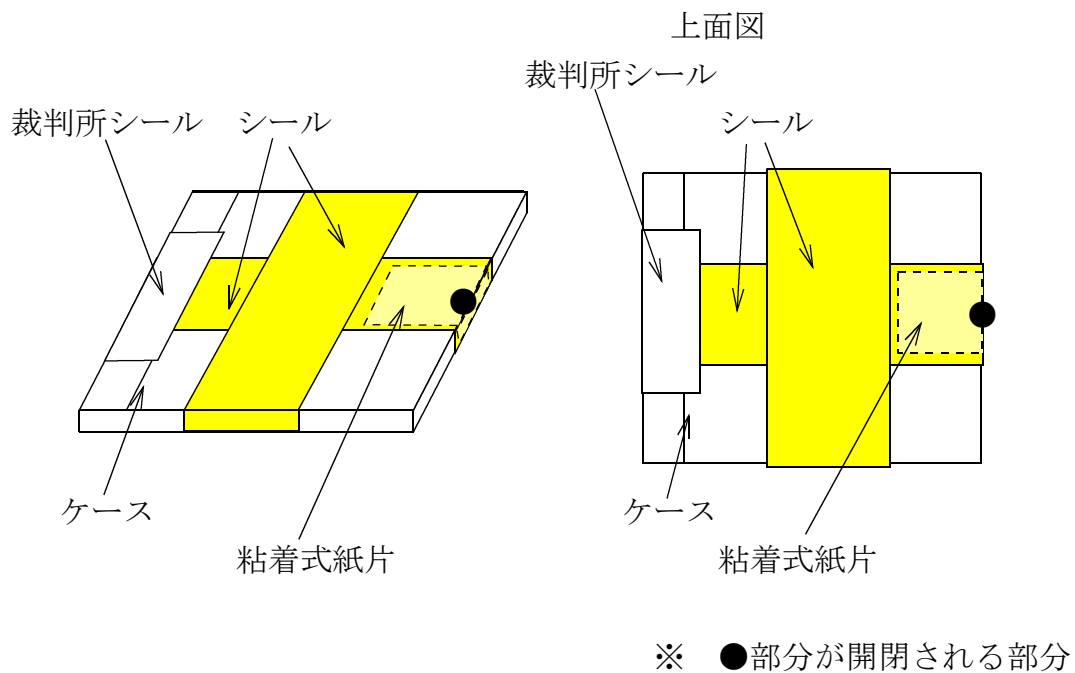 上面図
裁判所シール
シール
裁判所シール
シール
ケース
粘着式紙片
ケース
粘着式紙片
※ ●部分が開閉される部分